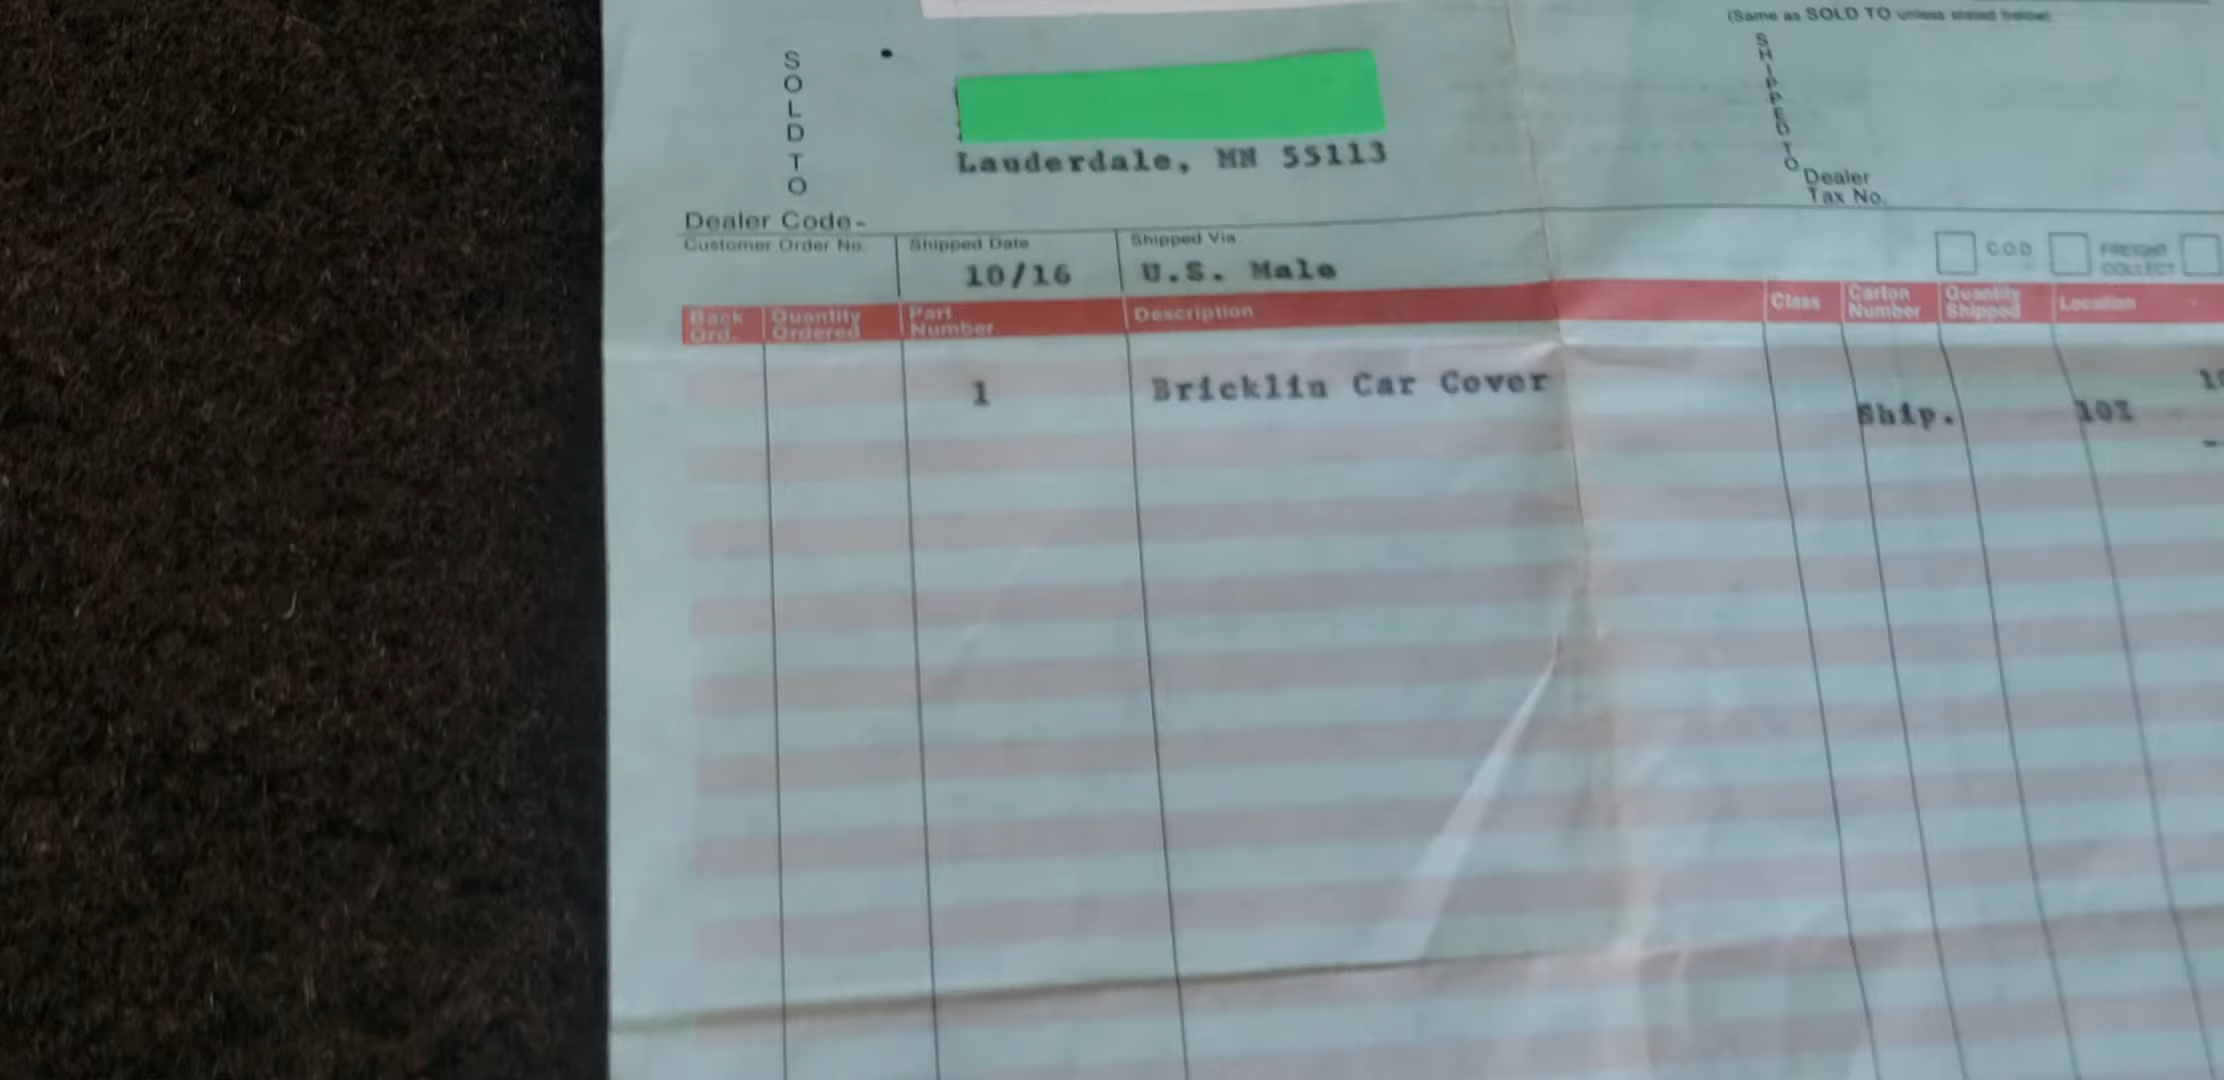 (Same as SOLD TO unless stated below)
SOLD TO
SHIPPED TO
Lauderdale, MN 55113
Dealer
Tax No.
Dealer Code-
Customer Order No.
Shipped Date
Shipped Via
10/16
U.S. Male
C.O.D
FREIGHT
COLLECT
Back
Ord.
Quantity
Ordered
Part
Number
Description
Class
Carton
Number
Quantity
Shipped
Location
1
Bricklin Car Cover
Ship.
10%